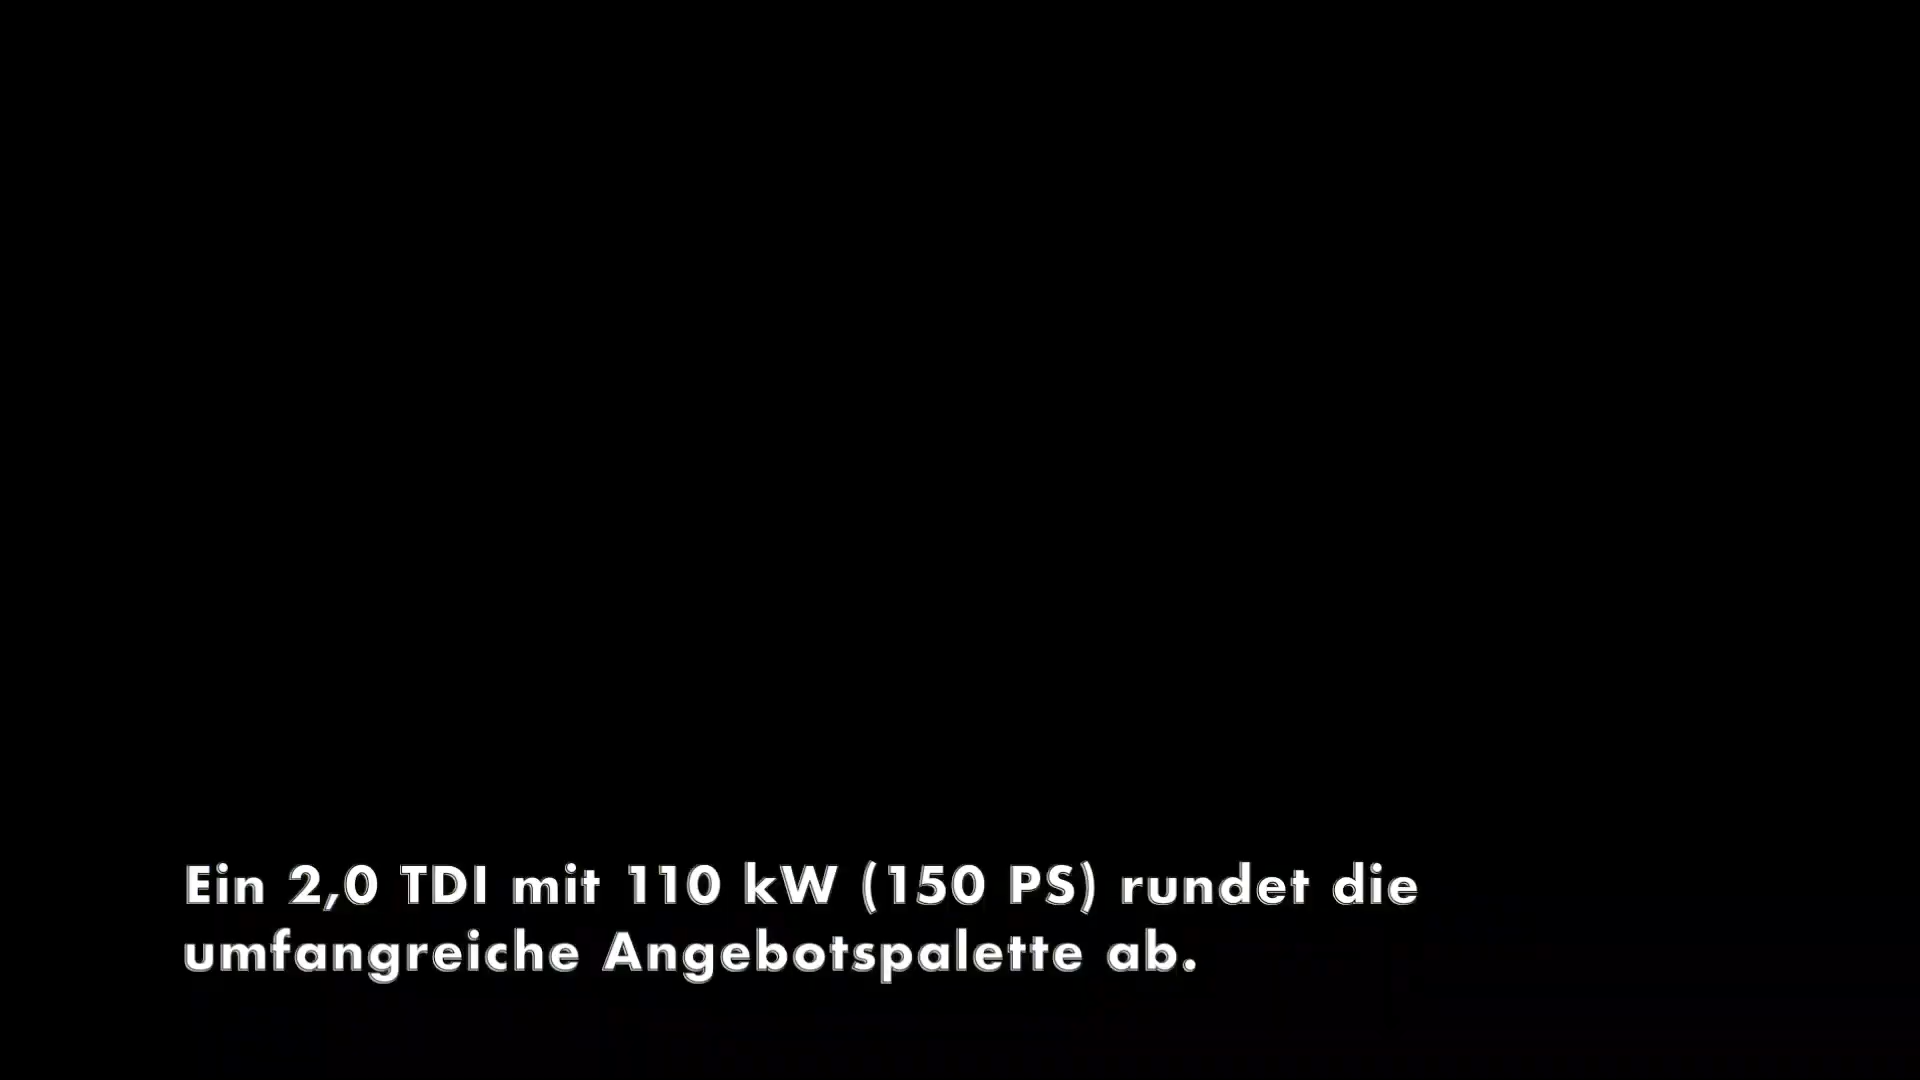 Ein 2,0 TDI mit 110 kW (150 PS) rundet die
umfangreiche Angebotspalette ab.